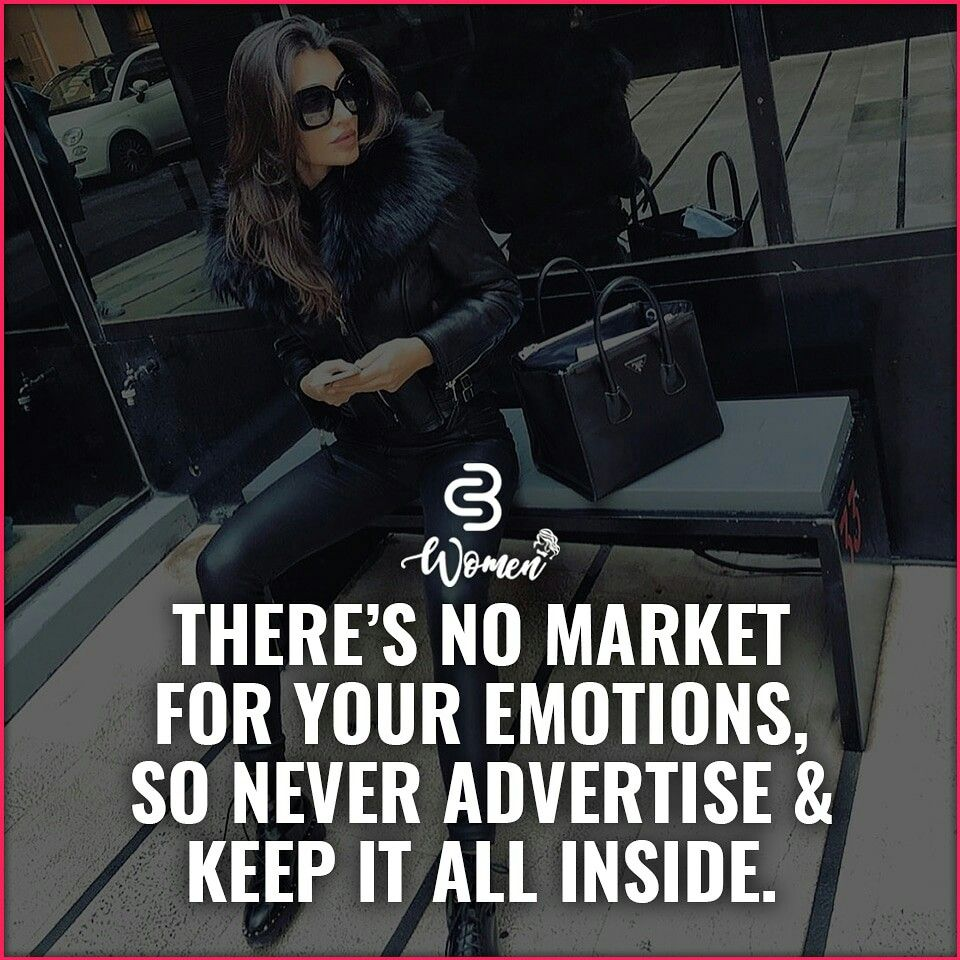 Women
THERE’S NO MARKET
FOR YOUR EMOTIONS,
SO NEVER ADVERTISE &
KEEP IT ALL INSIDE.